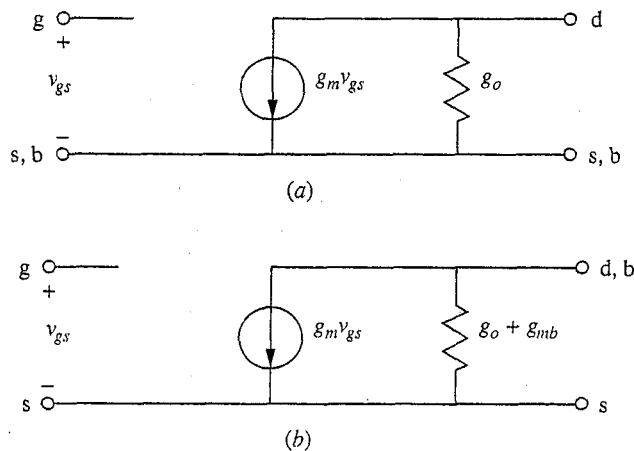 g d
+
v_gs g_m v_gs g_o
−
s, b s, b
(a)
g d, b
+
v_gs g_m v_gs g_o + g_mb
−
s s
(b)